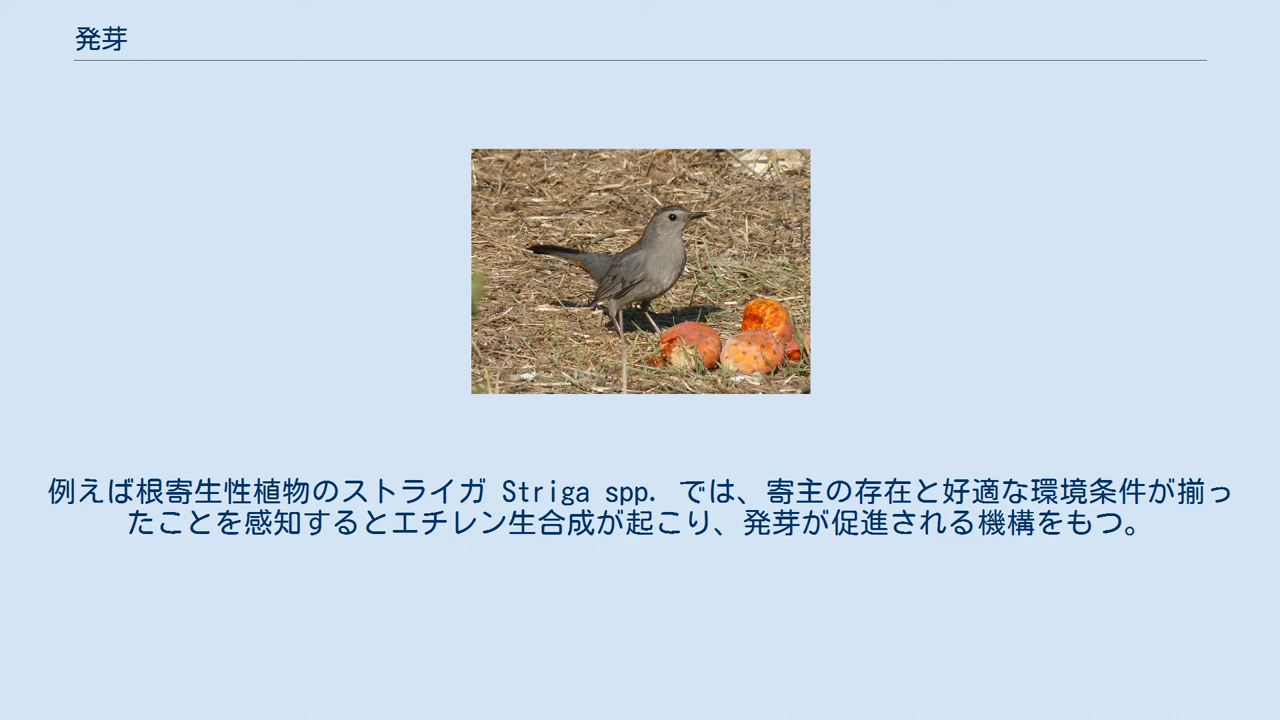 発芽
例えば根寄生性植物のストライガ Striga spp. では、寄主の存在と好適な環境条件が揃っ
たことを感知するとエチレン生合成が起こり、発芽が促進される機構をもつ。